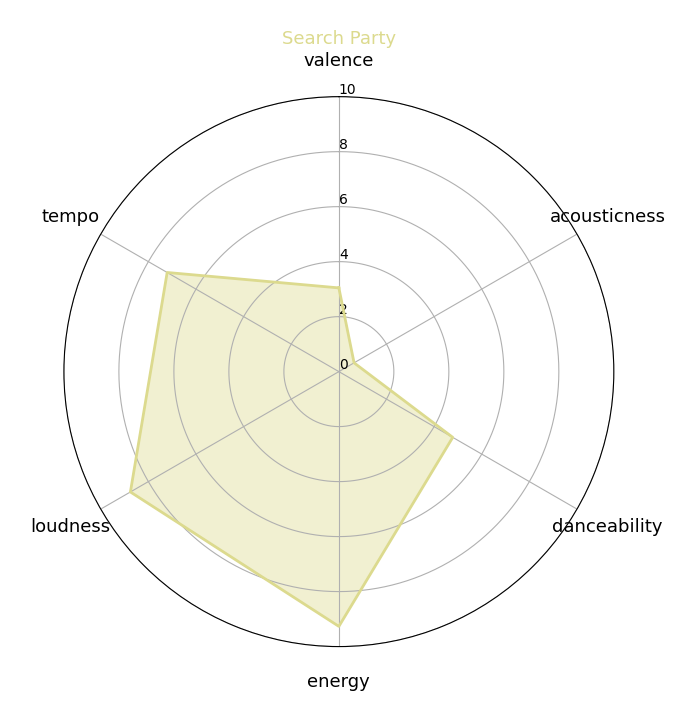 Search Party
valence
10
8
tempo
acousticness
6
4
2
0
loudness
danceability
energy